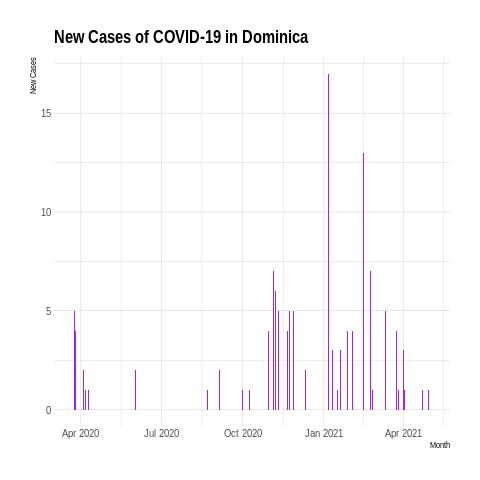 New Cases of COVID-19 in Dominica
New Cases
15
10
5
0
Apr 2020 Jul 2020 Oct 2020 Jan 2021 Apr 2021
Month